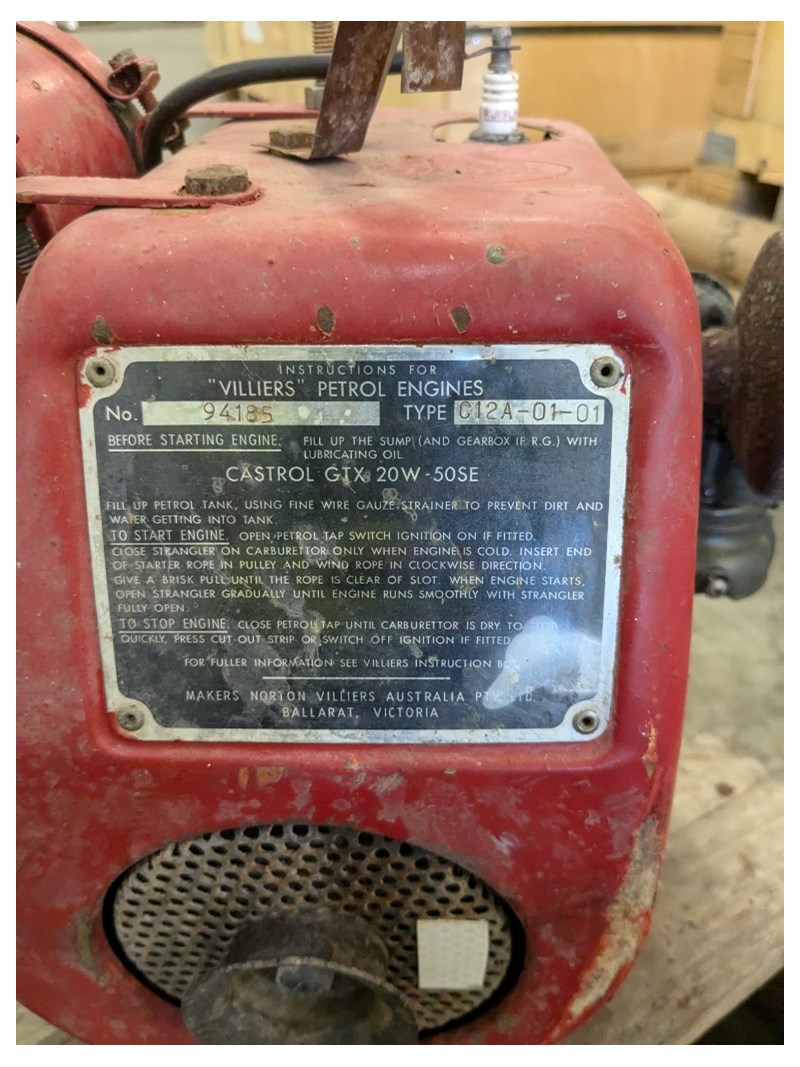 INSTRUCTIONS FOR
"VILLIERS" PETROL ENGINES
No. 94185 TYPE C12A-01-01
BEFORE STARTING ENGINE. FILL UP THE SUMP (AND GEARBOX IF R.G.) WITH
LUBRICATING OIL
CASTROL GTX 20W-50SE
FILL UP PETROL TANK, USING FINE WIRE GAUZE STRAINER TO PREVENT DIRT AND
WATER GETTING INTO TANK.
TO START ENGINE. OPEN PETROL TAP SWITCH IGNITION ON IF FITTED.
CLOSE STRANGLER ON CARBURETTOR ONLY WHEN ENGINE IS COLD. INSERT END
OF STARTER ROPE IN PULLEY AND WIND ROPE IN CLOCKWISE DIRECTION.
GIVE A BRISK PULL UNTIL THE ROPE IS CLEAR OF SLOT. WHEN ENGINE STARTS,
OPEN STRANGLER GRADUALLY UNTIL ENGINE RUNS SMOOTHLY WITH STRANGLER
FULLY OPEN.
TO STOP ENGINE. CLOSE PETROL TAP UNTIL CARBURETTOR IS DRY. TO STOP
QUICKLY, PRESS CUT-OUT STRIP OR SWITCH OFF IGNITION IF FITTED.
FOR FULLER INFORMATION SEE VILLIERS INSTRUCTION
MAKERS NORTON VILLIERS AUSTRALIA PTY. LTD.
BALLARAT, VICTORIA